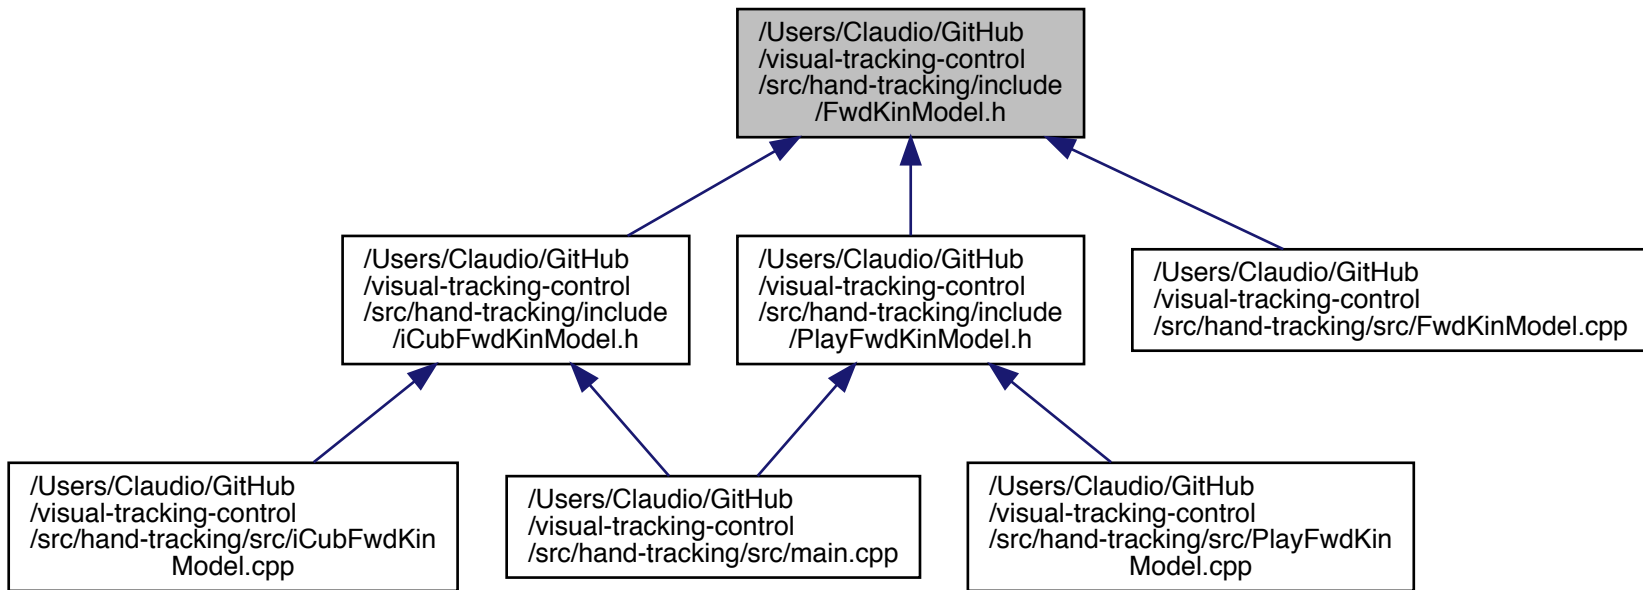 /Users/Claudio/GitHub
/visual-tracking-control
/src/hand-tracking/include
/FwdKinModel.h
/Users/Claudio/GitHub
/visual-tracking-control
/src/hand-tracking/include
/iCubFwdKinModel.h
/Users/Claudio/GitHub
/visual-tracking-control
/src/hand-tracking/include
/PlayFwdKinModel.h
/Users/Claudio/GitHub
/visual-tracking-control
/src/hand-tracking/src/FwdKinModel.cpp
/Users/Claudio/GitHub
/visual-tracking-control
/src/hand-tracking/src/iCubFwdKin
Model.cpp
/Users/Claudio/GitHub
/visual-tracking-control
/src/hand-tracking/src/main.cpp
/Users/Claudio/GitHub
/visual-tracking-control
/src/hand-tracking/src/PlayFwdKin
Model.cpp